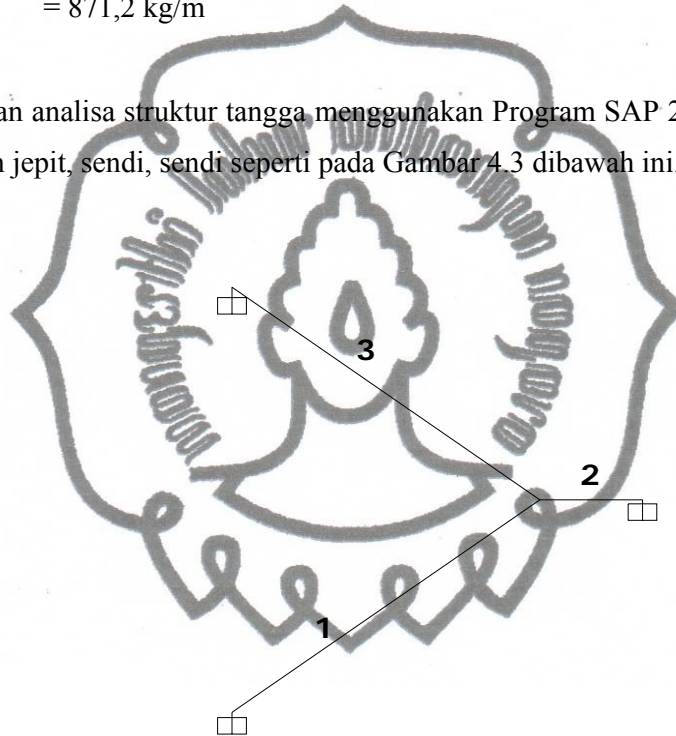 = 871,2 kg/m
an analisa struktur tangga menggunakan Program SAP 2
n jepit, sendi, sendi seperti pada Gambar 4.3 dibawah ini.
3
2
1